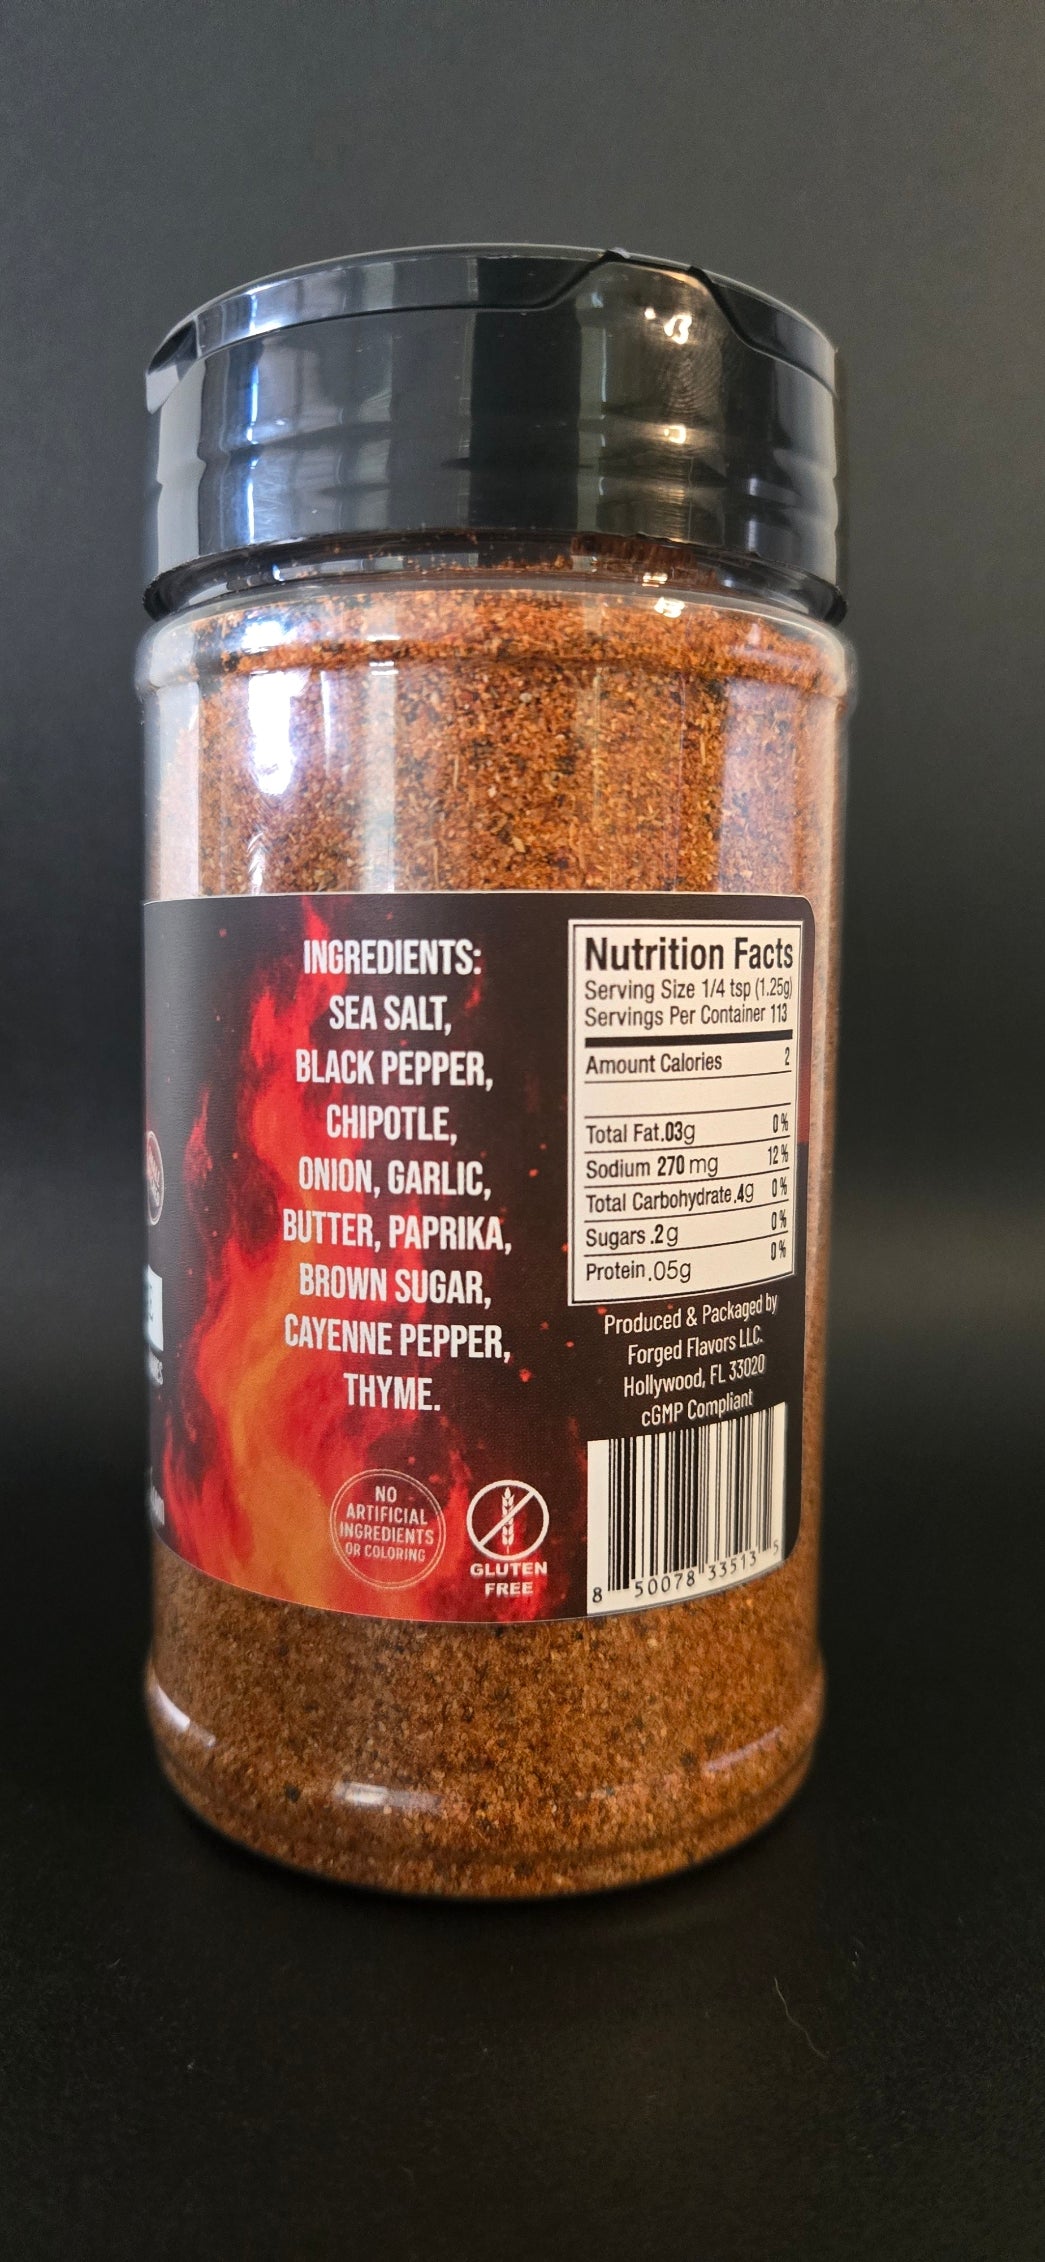 INGREDIENTS:
SEA SALT,
BLACK PEPPER,
CHIPOTLE,
ONION, GARLIC,
BUTTER, PAPRIKA,
BROWN SUGAR,
CAYENNE PEPPER,
THYME.
NO
ARTIFICIAL
INGREDIENTS
OR COLORING
GLUTEN
FREE
Nutrition Facts
Serving Size 1/4 tsp (1.25g)
Servings Per Container 113
Amount Calories 2
Total Fat.03g 0%
Sodium 270 mg 12%
Total Carbohydrate.4g 0%
Sugars .2g 0%
Protein.05g 0%
Produced & Packaged by
Forged Flavors LLC.
Hollywood, FL 33020
cGMP Compliant
8 50078 33513 5